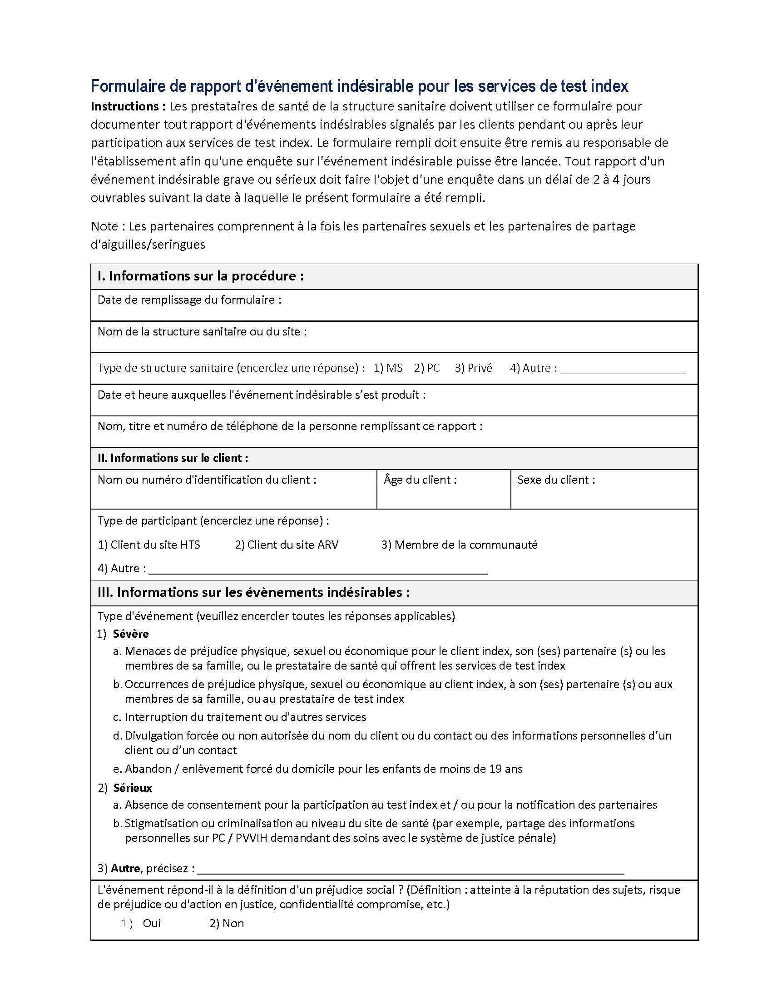 Formulaire de rapport d'événement indésirable pour les services de test index
Instructions : Les prestataires de santé de la structure sanitaire doivent utiliser ce formulaire pour
documenter tout rapport d'événements indésirables signalés par les clients pendant ou après leur
participation aux services de test index. Le formulaire rempli doit ensuite être remis au responsable de
l'établissement afin qu'une enquête sur l'événement indésirable puisse être lancée. Tout rapport d'un
événement indésirable grave ou sérieux doit faire l'objet d'une enquête dans un délai de 2 à 4 jours
ouvrables suivant la date à laquelle le présent formulaire a été rempli.
Note : Les partenaires comprennent à la fois les partenaires sexuels et les partenaires de partage
d'aiguilles/seringues
I. Informations sur la procédure :
Date de remplissage du formulaire :
Nom de la structure sanitaire ou du site :
Type de structure sanitaire (encerclez une réponse) : 1) MS 2) PC 3) Privé 4) Autre : ____________________
Date et heure auxquelles l'événement indésirable s’est produit :
Nom, titre et numéro de téléphone de la personne remplissant ce rapport :
II. Informations sur le client :
Nom ou numéro d'identification du client : Âge du client : Sexe du client :
Type de participant (encerclez une réponse) :
1) Client du site HTS 2) Client du site ARV 3) Membre de la communauté
4) Autre : ____________________
III. Informations sur les évènements indésirables :
Type d'événement (veuillez encercler toutes les réponses applicables)
1) Sévère
a. Menaces de préjudice physique, sexuel ou économique pour le client index, son (ses) partenaire (s) ou les
membres de sa famille, ou le prestataire de santé qui offrent les services de test index
b. Occurrences de préjudice physique, sexuel ou économique au client index, à son (ses) partenaire (s) ou aux
membres de sa famille, ou au prestataire de test index
c. Interruption du traitement ou d'autres services
d. Divulgation forcée ou non autorisée du nom du client ou du contact ou des informations personnelles d’un
client ou d’un contact
e. Abandon / enlèvement forcé du domicile pour les enfants de moins de 19 ans
2) Sérieux
a. Absence de consentement pour la participation au test index et / ou pour la notification des partenaires
b. Stigmatisation ou criminalisation au niveau du site de santé (par exemple, partage des informations
personnelles sur PC / PVVIH demandant des soins avec le système de justice pénale)
3) Autre, précisez : ____________________
L'événement répond-il à la définition d'un préjudice social ? (Définition : atteinte à la réputation des sujets, risque
de préjudice ou d'action en justice, confidentialité compromise, etc.)
1) Oui 2) Non